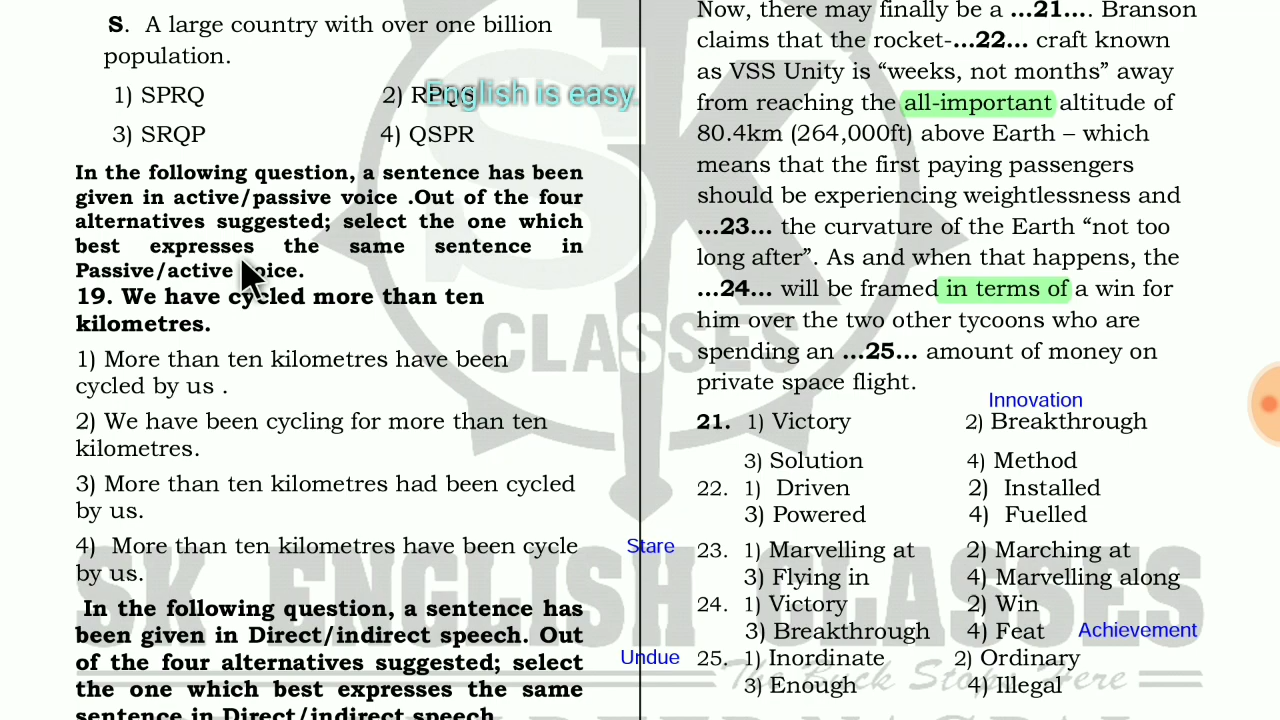 S. A large country with over one billion
population.
1) SPRQ 2) RPQS
English is easy.
3) SRQP 4) QSPR
In the following question, a sentence has been
given in active/passive voice .Out of the four
alternatives suggested; select the one which
best expresses the same sentence in
Passive/active voice.
19. We have cycled more than ten
kilometres.
1) More than ten kilometres have been
cycled by us .
2) We have been cycling for more than ten
kilometres.
3) More than ten kilometres had been cycled
by us.
4) More than ten kilometres have been cycle
by us.
In the following question, a sentence has
been given in Direct/indirect speech. Out
of the four alternatives suggested; select
the one which best expresses the same
sentence in Direct/indirect speech.
Now, there may finally be a ...21.... Branson
claims that the rocket-...22... craft known
as VSS Unity is “weeks, not months” away
from reaching the all-important altitude of
80.4km (264,000ft) above Earth – which
means that the first paying passengers
should be experiencing weightlessness and
...23... the curvature of the Earth “not too
long after”. As and when that happens, the
...24... will be framed in terms of a win for
him over the two other tycoons who are
spending an ...25... amount of money on
private space flight.
Innovation
21. 1) Victory 2) Breakthrough
3) Solution 4) Method
22. 1) Driven 2) Installed
3) Powered 4) Fuelled
Stare
23. 1) Marvelling at 2) Marching at
3) Flying in 4) Marvelling along
24. 1) Victory 2) Win
3) Breakthrough 4) Feat Achievement
Undue
25. 1) Inordinate 2) Ordinary
3) Enough 4) Illegal
SK
CLASSES
SK ENGLISH CLASSES
The Buck Stops Here